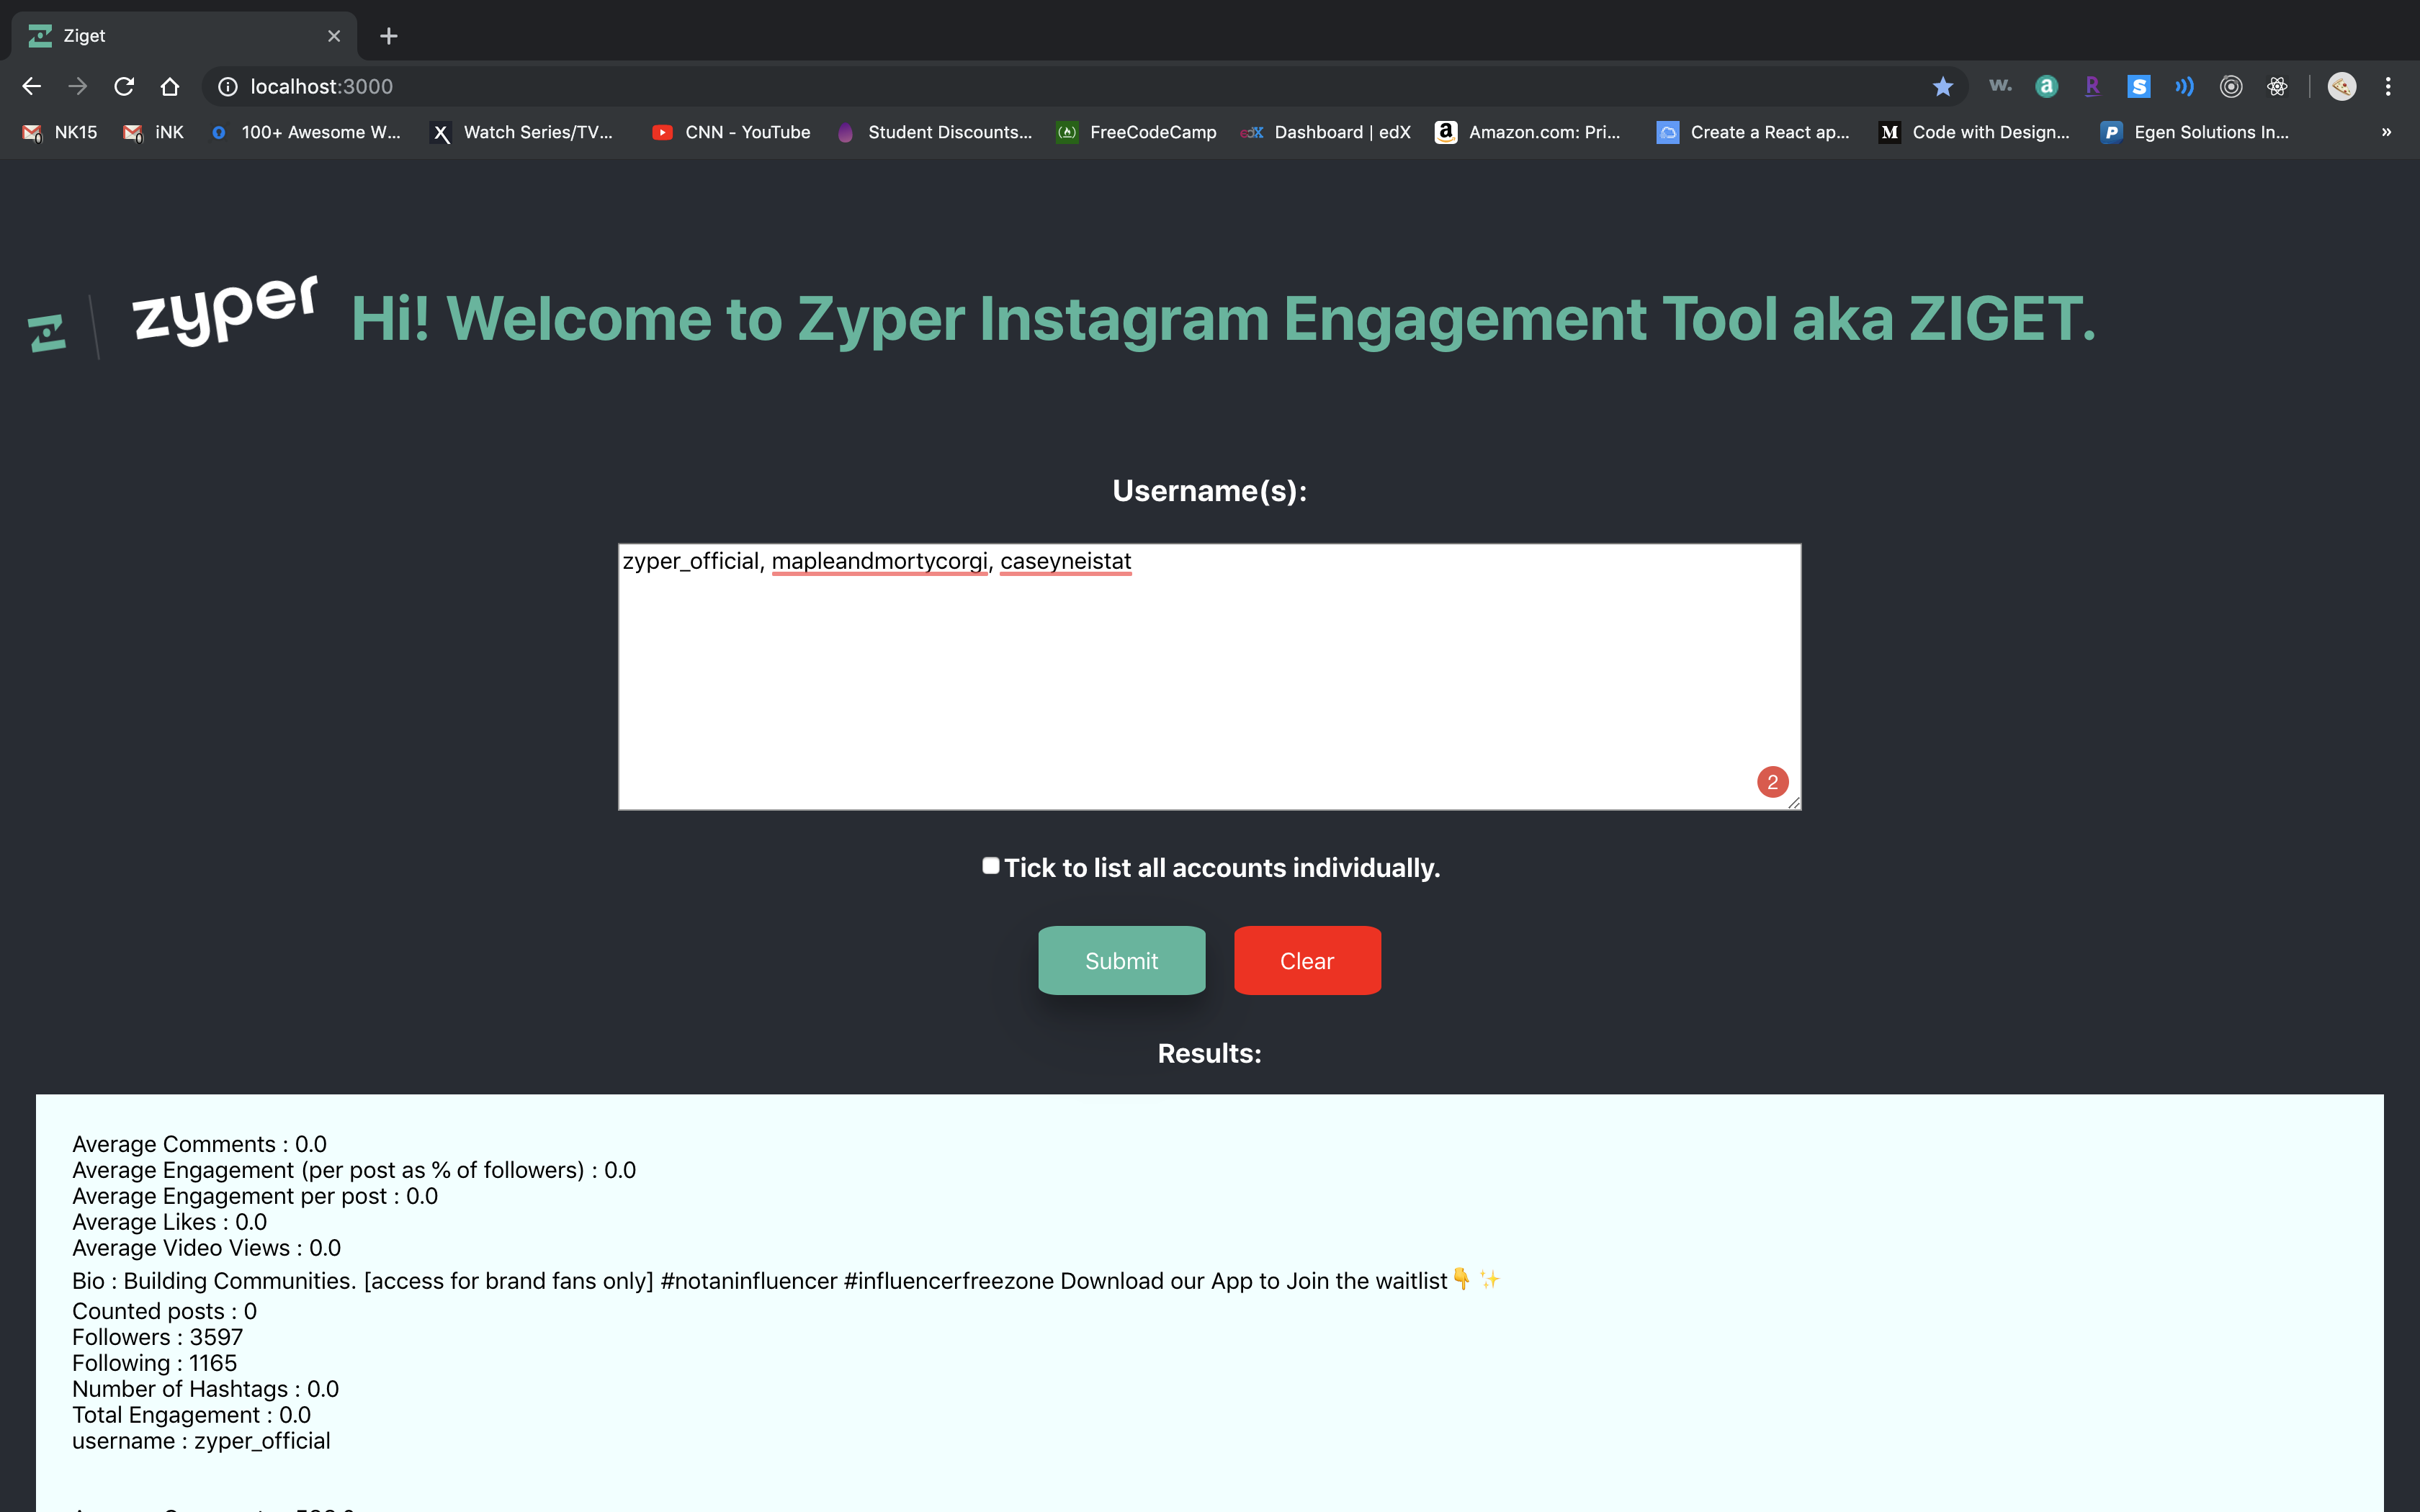 Ziget
localhost:3000
NK15 iNK 100+ Awesome W... Watch Series/TV... CNN - YouTube Student Discounts... FreeCodeCamp Dashboard | edX Amazon.com: Pri... Create a React ap... Code with Design... Egen Solutions In... »
zyper Hi! Welcome to Zyper Instagram Engagement Tool aka ZIGET.
Username(s):
zyper_official, mapleandmortycorgi, caseyneistat
2
Tick to list all accounts individually.
Submit Clear
Results:
Average Comments : 0.0
Average Engagement (per post as % of followers) : 0.0
Average Engagement per post : 0.0
Average Likes : 0.0
Average Video Views : 0.0
Bio : Building Communities. [access for brand fans only] #notaninfluencer #influencerfreezone Download our App to Join the waitlist👇 ✨
Counted posts : 0
Followers : 3597
Following : 1165
Number of Hashtags : 0.0
Total Engagement : 0.0
username : zyper_official